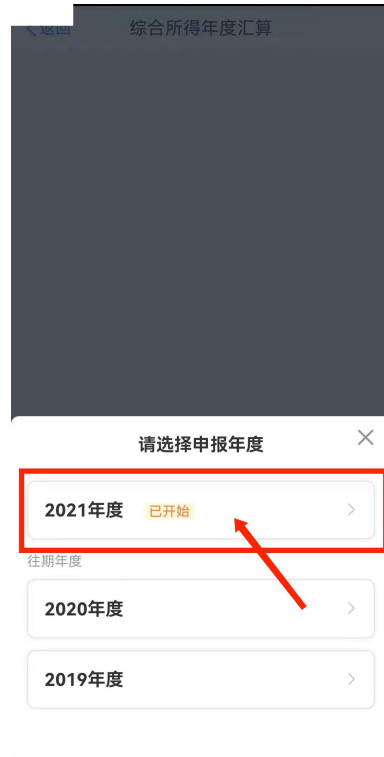 く返回 综合所得年度汇算
请选择申报年度
2021年度 已开始
往期年度
2020年度
2019年度